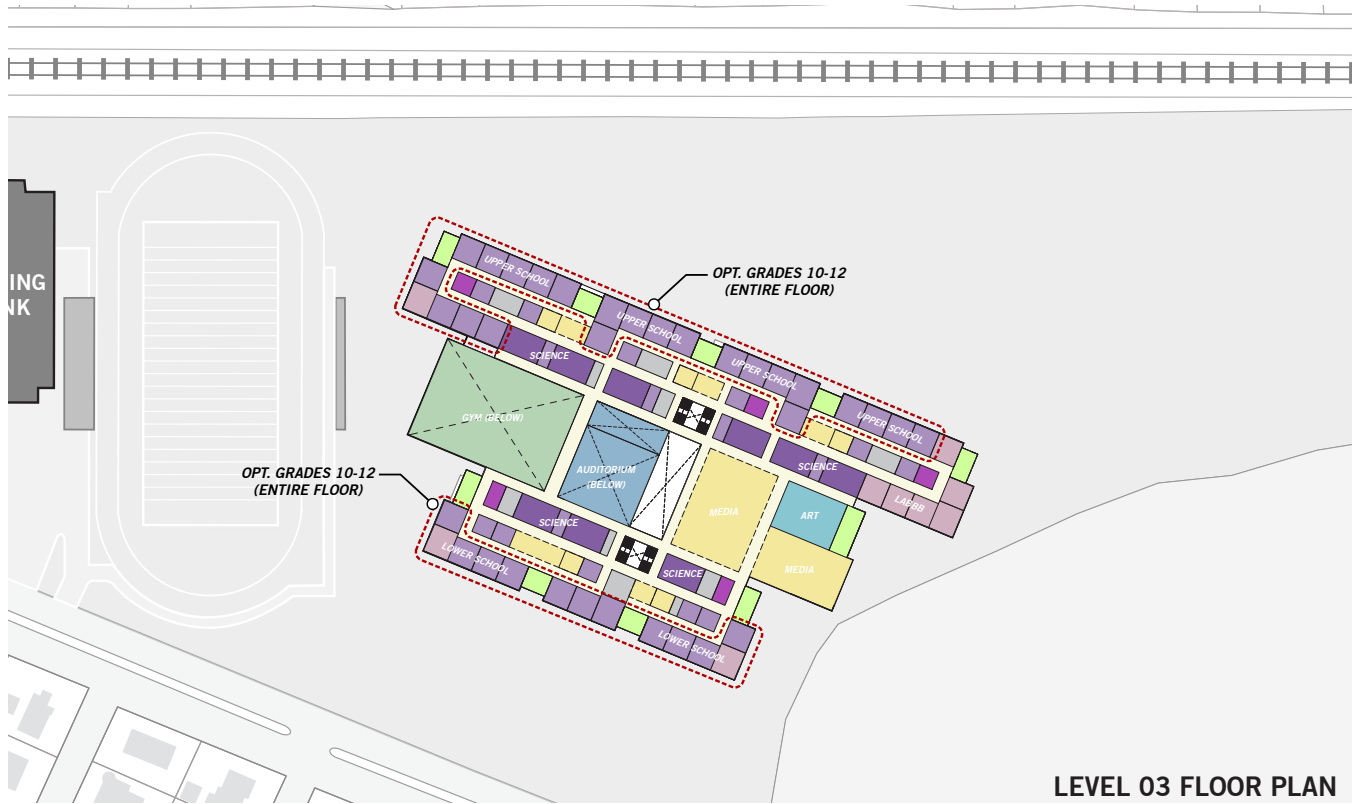 UPPER SCHOOL
OPT. GRADES 10-12
(ENTIRE FLOOR)
ING
NK
UPPER SCHOOL
SCIENCE
UPPER SCHOOL
GYM (BELOW)
UPPER SCHOOL
OPT. GRADES 10-12
(ENTIRE FLOOR)
AUDITORIUM
(BELOW)
SCIENCE
LABBB
MEDIA
ART
SCIENCE
LOWER SCHOOL
SCIENCE
MEDIA
LOWER SCHOOL
LEVEL 03 FLOOR PLAN